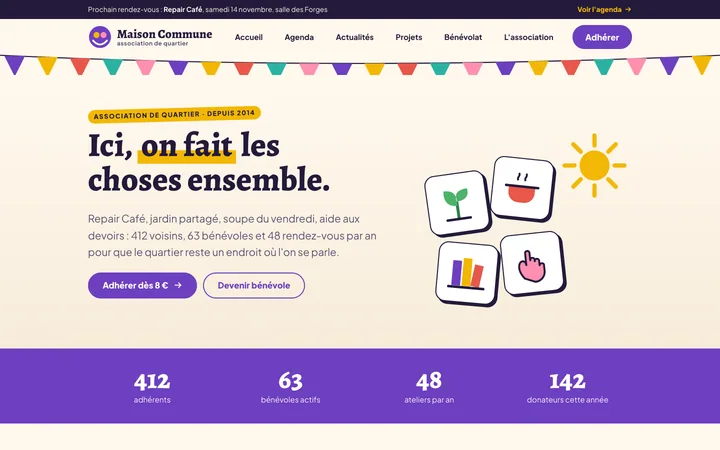 Prochain rendez-vous : Repair Café, samedi 14 novembre, salle des Forges
Voir l'agenda →
Maison Commune
association de quartier
Accueil
Agenda
Actualités
Projets
Bénévolat
L'association
Adhérer
ASSOCIATION DE QUARTIER · DEPUIS 2014
Ici, on fait les
choses ensemble.
Repair Café, jardin partagé, soupe du vendredi, aide aux
devoirs : 412 voisins, 63 bénévoles et 48 rendez-vous par an
pour que le quartier reste un endroit où l'on se parle.
Adhérer dès 8 € →
Devenir bénévole
412
63
48
142
adhérents
bénévoles actifs
ateliers par an
donateurs cette année